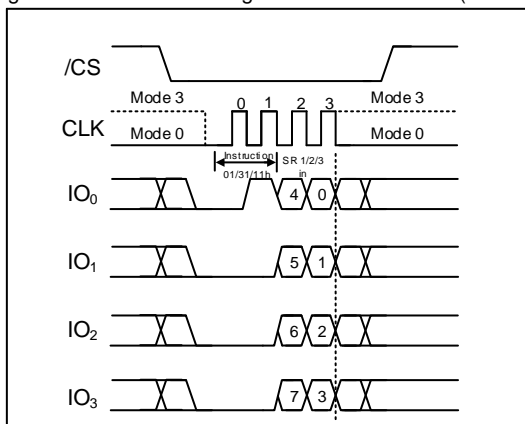 /CS
Mode 3 0 1 2 3 Mode 3
CLK Mode 0 Mode 0
Instruction SR 1/2/3
01/31/11h in
IO0 4 0
IO1 5 1
IO2 6 2
IO3 7 3